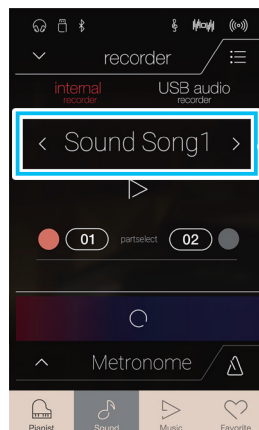 recorder
internal
recorder
USB audio
recorder
< Sound Song1 >
01 partselect 02
Metronome
Pianist Sound Music Favorite